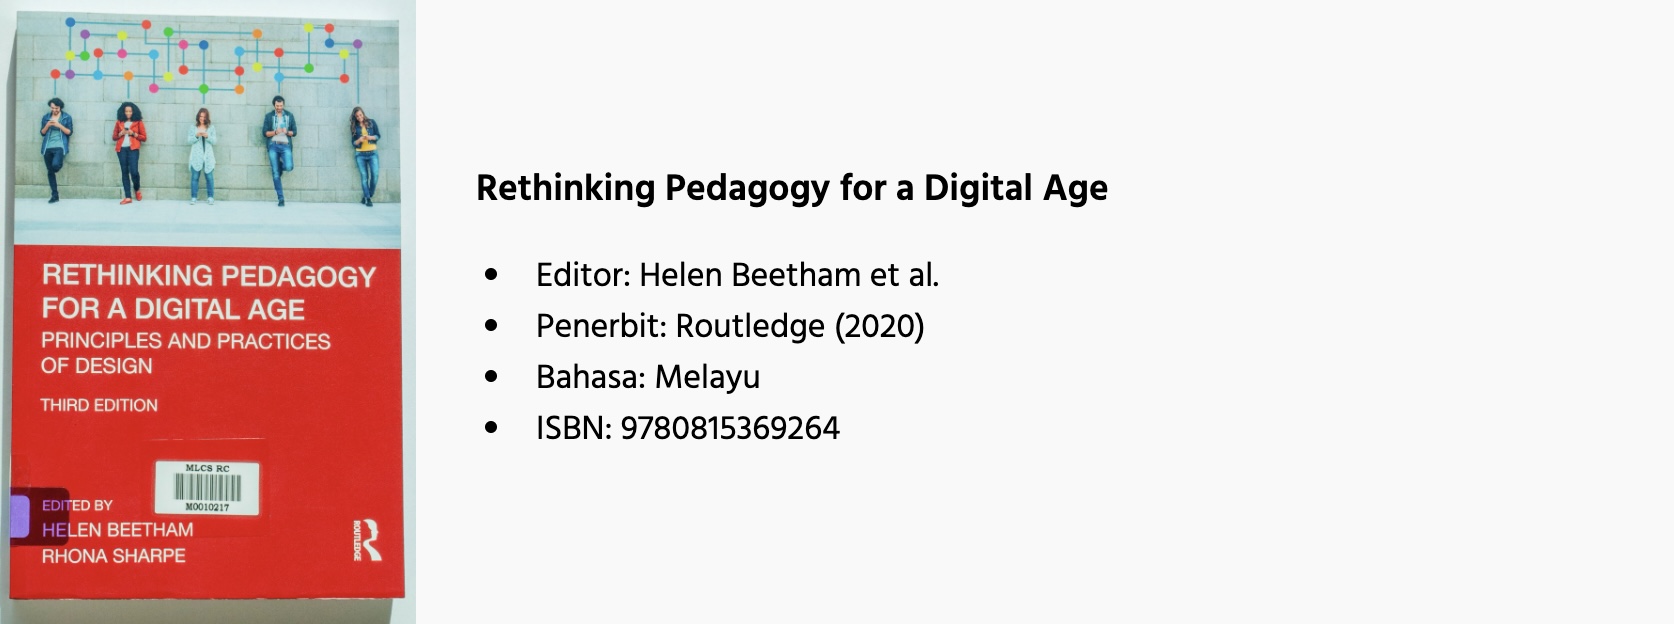 RETHINKING PEDAGOGY
FOR A DIGITAL AGE
PRINCIPLES AND PRACTICES
OF DESIGN
THIRD EDITION
MLCS RC
M0010217
EDITED BY
HELEN BEETHAM
RHONA SHARPE
ROUTLEDGE
Rethinking Pedagogy for a Digital Age
• Editor: Helen Beetham et al.
• Penerbit: Routledge (2020)
• Bahasa: Melayu
• ISBN: 9780815369264